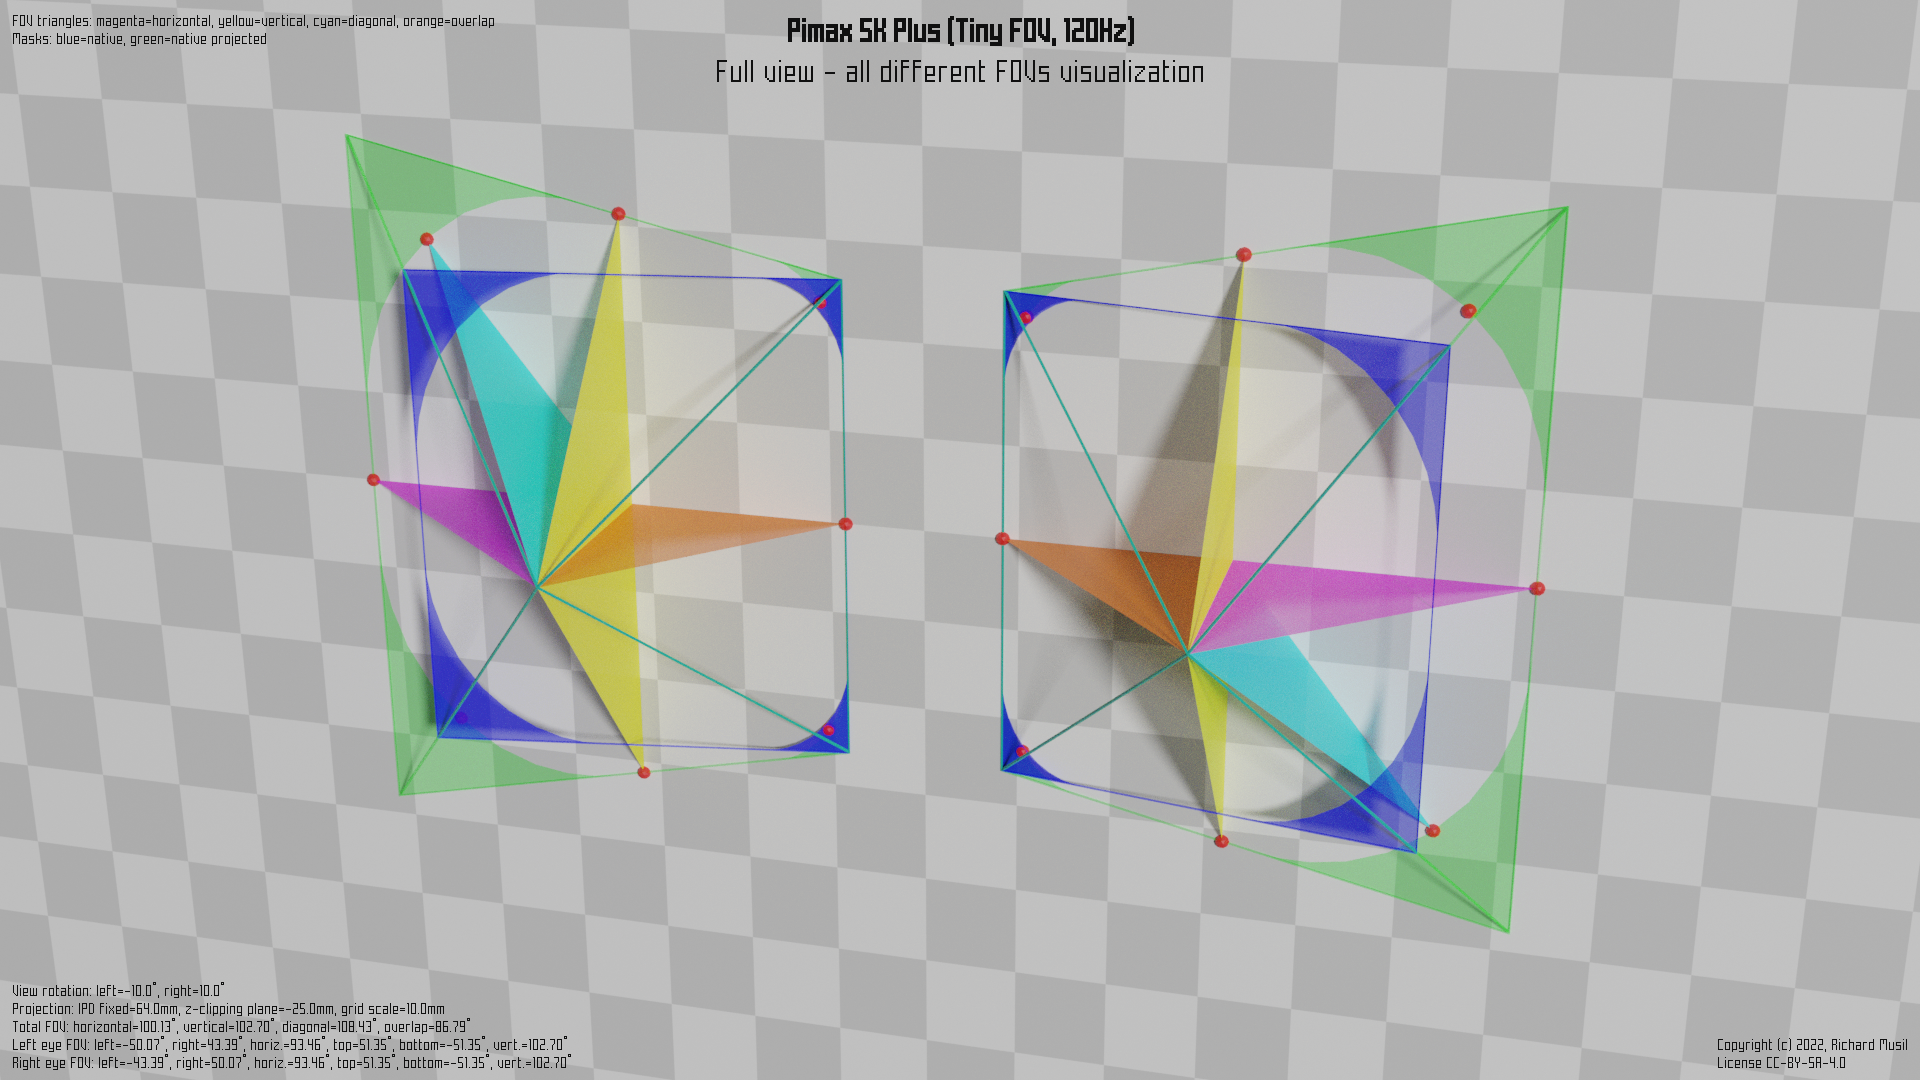 FOV triangles: magenta=horizontal, yellow=vertical, cyan=diagonal, orange=overlap
Masks: blue=native, green=native projected
Pimax 5K Plus (Tiny FOV, 120Hz)
Full view - all different FOVs visualization
View rotation: left=-10.0°, right=10.0°
Projection: IPD fixed=64.0mm, z-clipping plane=-25.0mm, grid scale=10.0mm
Total FOV: horizontal=100.13°, vertical=102.70°, diagonal=108.43°, overlap=86.79°
Left eye FOV: left=-50.07°, right=43.39°, horiz.=93.46°, top=51.35°, bottom=-51.35°, vert.=102.70°
Right eye FOV: left=-43.39°, right=50.07°, horiz.=93.46°, top=51.35°, bottom=-51.35°, vert.=102.70°
Copyright (c) 2022, Richard Musil
License CC-BY-SA-4.0